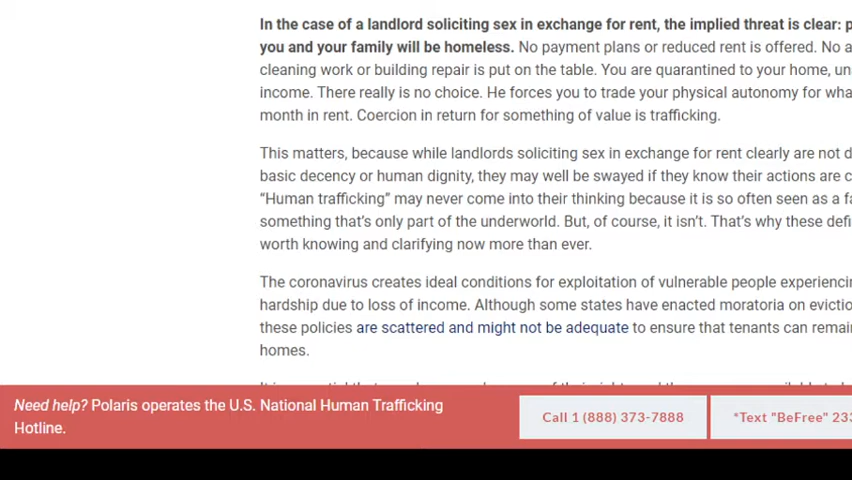 In the case of a landlord soliciting sex in exchange for rent, the implied threat is clear:
you and your family will be homeless. No payment plans or reduced rent is offered. No
cleaning work or building repair is put on the table. You are quarantined to your home,
income. There really is no choice. He forces you to trade your physical autonomy for
month in rent. Coercion in return for something of value is trafficking.
This matters, because while landlords soliciting sex in exchange for rent clearly are not
basic decency or human dignity, they may well be swayed if they know their actions are
“Human trafficking” may never come into their thinking because it is so often seen as a
something that’s only part of the underworld. But, of course, it isn’t. That’s why these
worth knowing and clarifying now more than ever.
The coronavirus creates ideal conditions for exploitation of vulnerable people
hardship due to loss of income. Although some states have enacted moratoria on
these policies are scattered and might not be adequate to ensure that tenants can
homes.
Need help? Polaris operates the U.S. National Human Trafficking
Hotline.
Call 1 (888) 373-7888
*Text "BeFree"